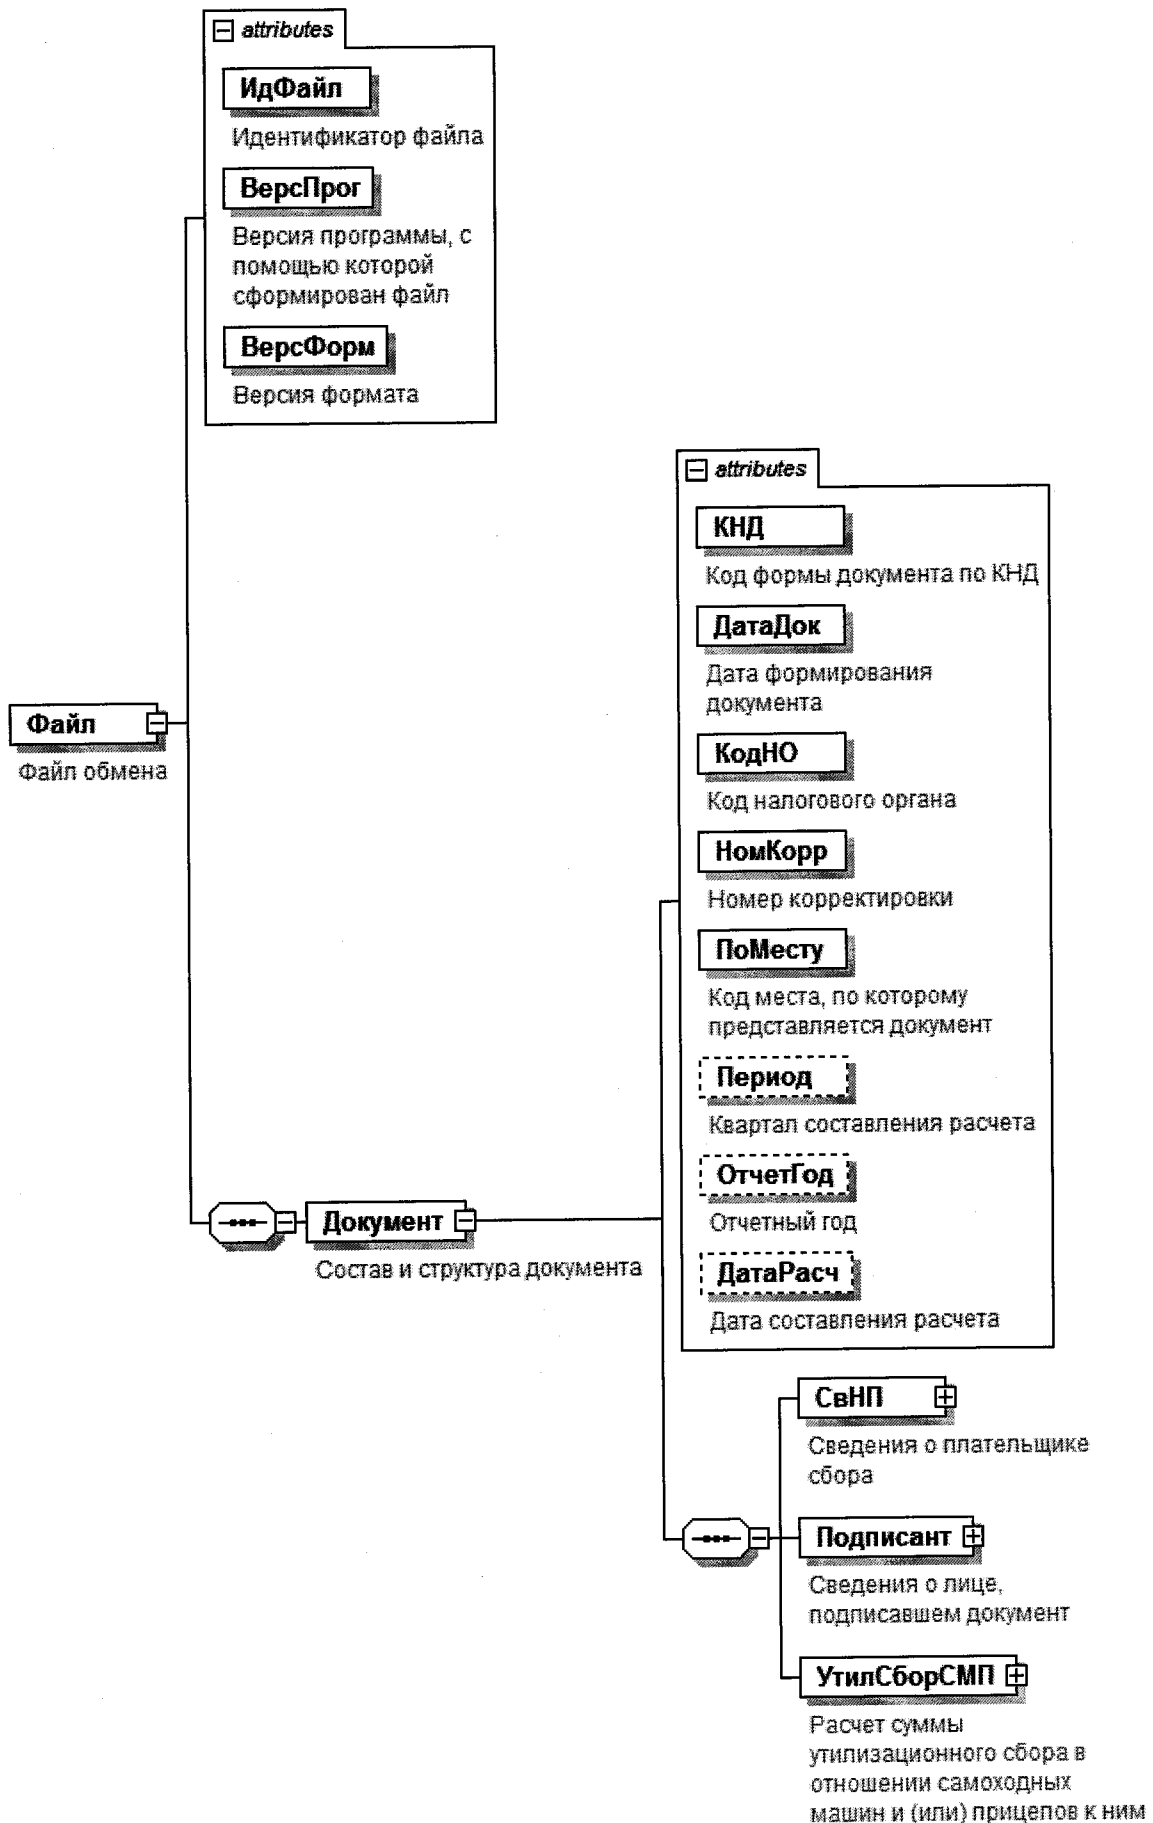 attributes
ИдФайл
Идентификатор файла
ВерсПрог
Версия программы, с
помощью которой
сформирован файл
ВерсФорм
Версия формата
Файл
Файл обмена
Документ
Состав и структура документа
attributes
КНД
Код формы документа по КНД
ДатаДок
Дата формирования
документа
КодНО
Код налогового органа
НомКорр
Номер корректировки
ПоМесту
Код места, по которому
представляется документ
Период
Квартал составления расчета
ОтчетГод
Отчетный год
ДатаРасч
Дата составления расчета
СвНП
Сведения о плательщике
сбора
Подписант
Сведения о лице,
подписавшем документ
УтилСборСМП
Расчет суммы
утилизационного сбора в
отношении самоходных
машин и (или) прицепов к ним